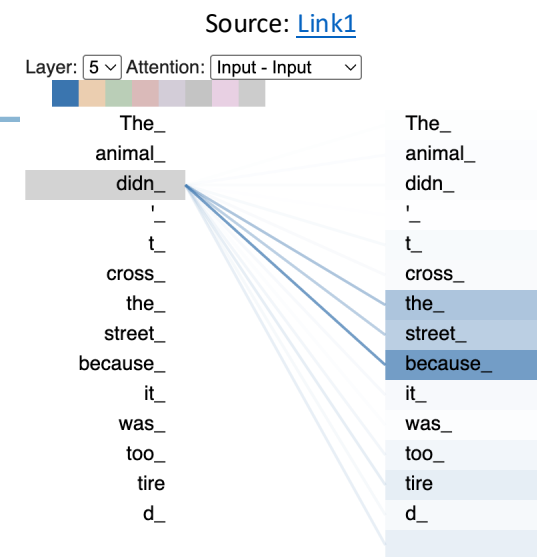 Source: Link1
Layer: 5 Attention: Input - Input
The_ The_
animal_ animal_
didn_ didn_
'_ '_
t_ t_
cross_ cross_
the_ the_
street_ street_
because_ because_
it_ it_
was_ was_
too_ too_
tire tire
d_ d_